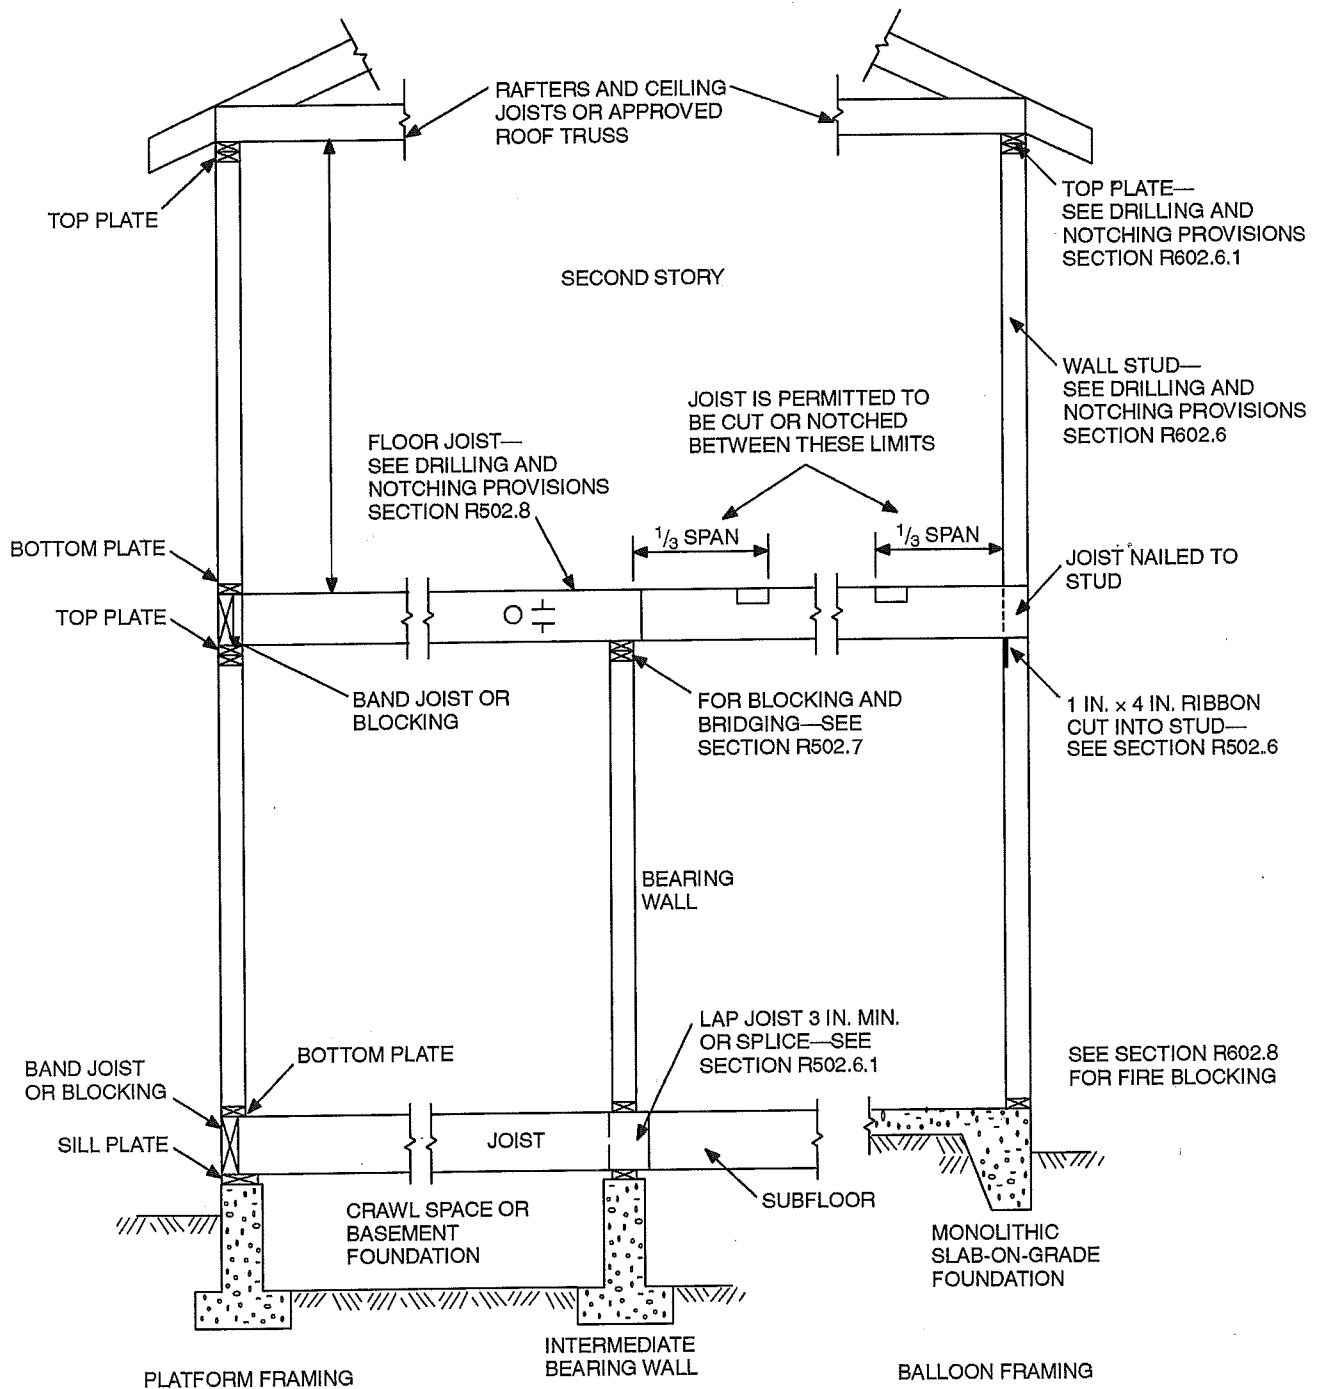 RAFTERS AND CEILING
JOISTS OR APPROVED
ROOF TRUSS
TOP PLATE
TOP PLATE—
SEE DRILLING AND
NOTCHING PROVISIONS
SECTION R602.6.1
SECOND STORY
WALL STUD—
SEE DRILLING AND
NOTCHING PROVISIONS
SECTION R602.6
JOIST IS PERMITTED TO
BE CUT OR NOTCHED
BETWEEN THESE LIMITS
FLOOR JOIST—
SEE DRILLING AND
NOTCHING PROVISIONS
SECTION R502.8
1/3 SPAN
1/3 SPAN
BOTTOM PLATE
JOIST NAILED TO
STUD
TOP PLATE
BAND JOIST OR
BLOCKING
FOR BLOCKING AND
BRIDGING—SEE
SECTION R502.7
1 IN. × 4 IN. RIBBON
CUT INTO STUD—
SEE SECTION R502.6
BEARING
WALL
LAP JOIST 3 IN. MIN.
OR SPLICE—SEE
SECTION R502.6.1
BOTTOM PLATE
BAND JOIST
OR BLOCKING
SEE SECTION R602.8
FOR FIRE BLOCKING
SILL PLATE
JOIST
SUBFLOOR
CRAWL SPACE OR
BASEMENT
FOUNDATION
MONOLITHIC
SLAB-ON-GRADE
FOUNDATION
INTERMEDIATE
BEARING WALL
PLATFORM FRAMING
BALLOON FRAMING